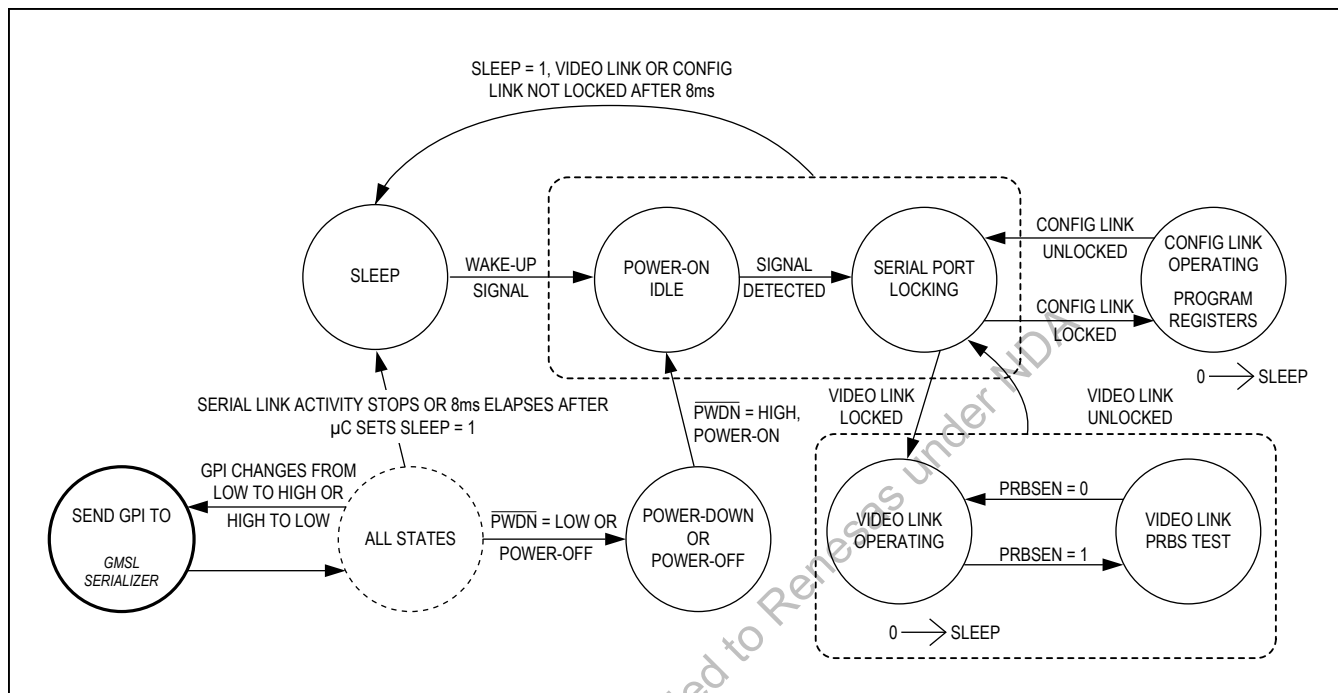 SLEEP = 1, VIDEO LINK OR CONFIG
LINK NOT LOCKED AFTER 8ms
SLEEP
WAKE-UP
SIGNAL
POWER-ON
IDLE
SIGNAL
DETECTED
SERIAL PORT
LOCKING
CONFIG LINK
UNLOCKED
CONFIG LINK
LOCKED
CONFIG LINK
OPERATING
PROGRAM
REGISTERS
0 → SLEEP
SERIAL LINK ACTIVITY STOPS OR 8ms ELAPSES AFTER
µC SETS SLEEP = 1
PWDN = HIGH,
POWER-ON
VIDEO LINK
LOCKED
VIDEO LINK
UNLOCKED
GPI CHANGES FROM
LOW TO HIGH OR
HIGH TO LOW
SEND GPI TO
GMSL
SERIALIZER
ALL STATES
PWDN = LOW OR
POWER-OFF
POWER-DOWN
OR
POWER-OFF
VIDEO LINK
OPERATING
PRBSEN = 0
PRBSEN = 1
VIDEO LINK
PRBS TEST
0 → SLEEP
ed to Renesas under NDA